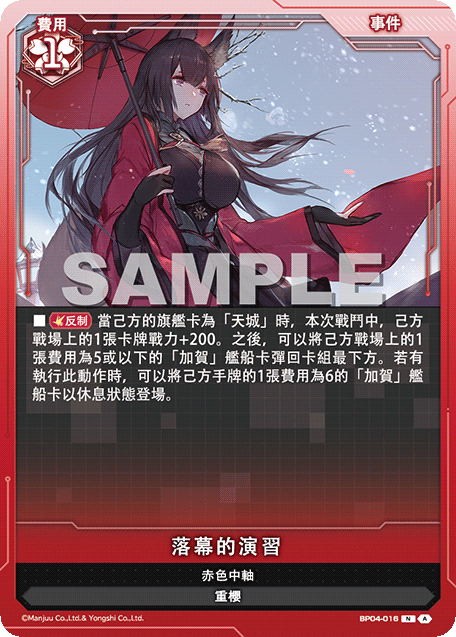 費用
事件
1
SAMPLE
■ 反制 當己方的旗艦卡為「天城」時，本次戰鬥中，己方
戰場上的1張卡牌戰力+200。之後，可以將己方戰場上的1
張費用為5或以下的「加賀」艦船卡彈回卡組最下方。若有
執行此動作時，可以將己方手牌的1張費用為6的「加賀」艦
船卡以休息狀態登場。
落幕的演習
赤色中軸
重櫻
©Manjuu Co.,Ltd.& Yongshi Co.,Ltd.
BP04-016 N A